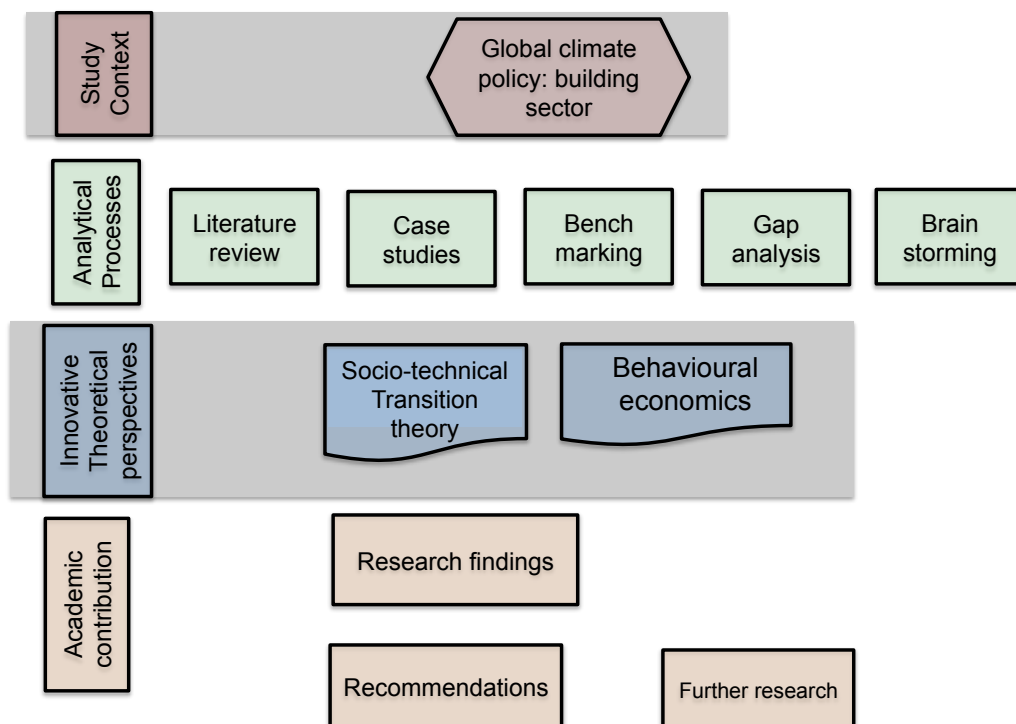 Study
Context
Global climate
policy: building
sector
Analytical
Processes
Literature
review
Case
studies
Bench
marking
Gap
analysis
Brain
storming
Innovative
Theoretical
perspectives
Socio-technical
Transition
theory
Behavioural
economics
Academic
contribution
Research findings
Recommendations
Further research